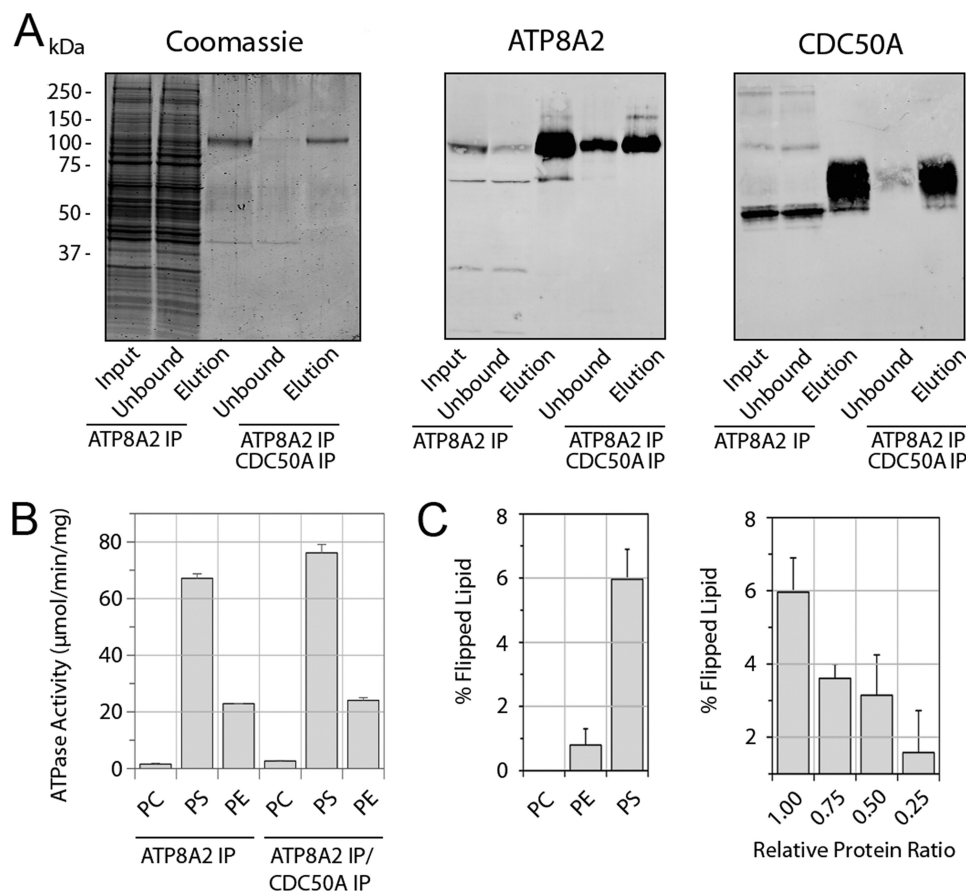 A
kDa
Coomassie
ATP8A2
CDC50A
250 -
150 -
100 -
75 -
50 -
37 -
Input
Unbound
Elution
Unbound
Elution
ATP8A2 IP
ATP8A2 IP
CDC50A IP
Input
Unbound
Elution
Unbound
Elution
ATP8A2 IP
ATP8A2 IP
CDC50A IP
Input
Unbound
Elution
Unbound
Elution
ATP8A2 IP
ATP8A2 IP
CDC50A IP
B
ATPase Activity (µmol/min/mg)
80
60
40
20
0
PC
PS
PE
PC
PS
PE
ATP8A2 IP
ATP8A2 IP/
CDC50A IP
C
% Flipped Lipid
8
6
4
2
0
PC
PE
PS
% Flipped Lipid
8
6
4
2
1.00
0.75
0.50
0.25
Relative Protein Ratio